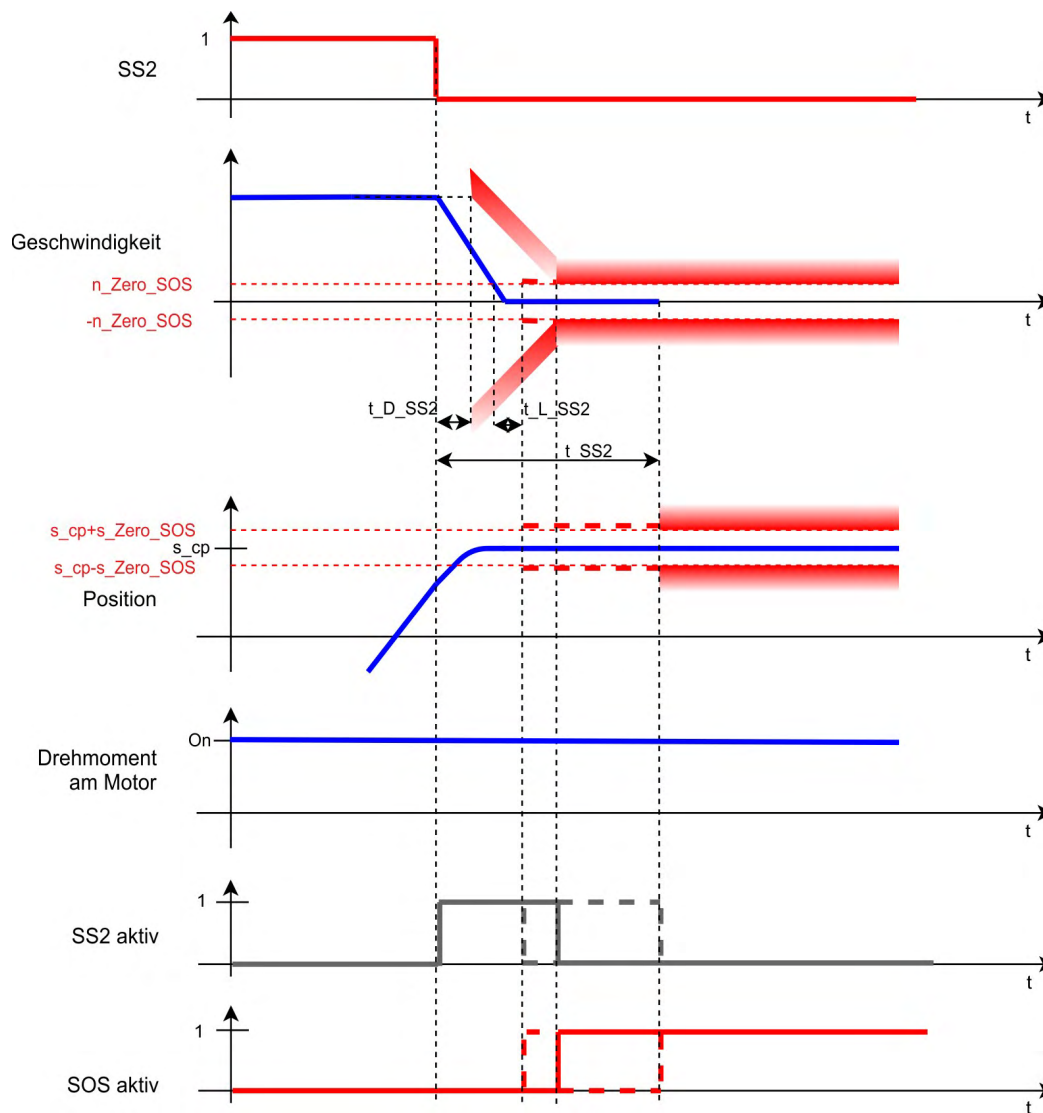 1
SS2
t
Geschwindigkeit
n_Zero_SOS
-n_Zero_SOS
t
t_D_SS2
t_L_SS2
t_SS2
s_cp+s_Zero_SOS
s_cp
s_cp-s_Zero_SOS
Position
t
On
Drehmoment
am Motor
t
1
SS2 aktiv
t
1
SOS aktiv
t